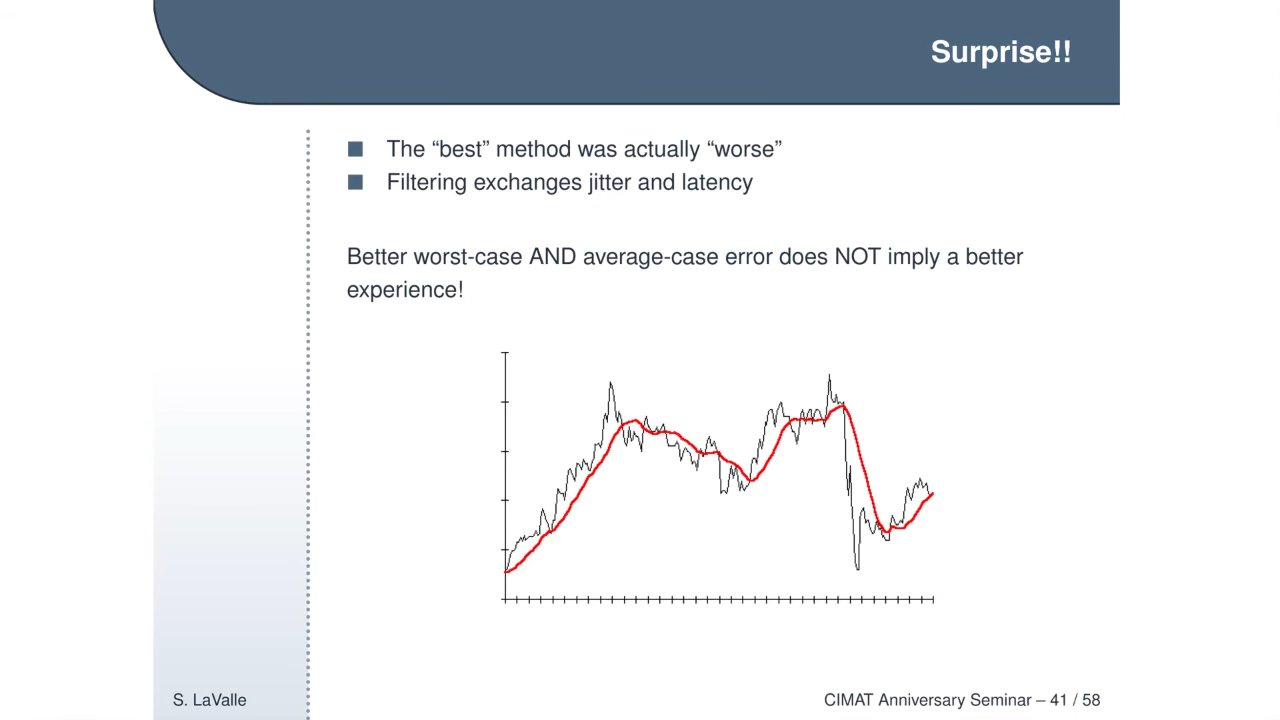 Surprise!!
The “best” method was actually “worse”
Filtering exchanges jitter and latency
Better worst-case AND average-case error does NOT imply a better
experience!
S. LaValle
CIMAT Anniversary Seminar – 41 / 58